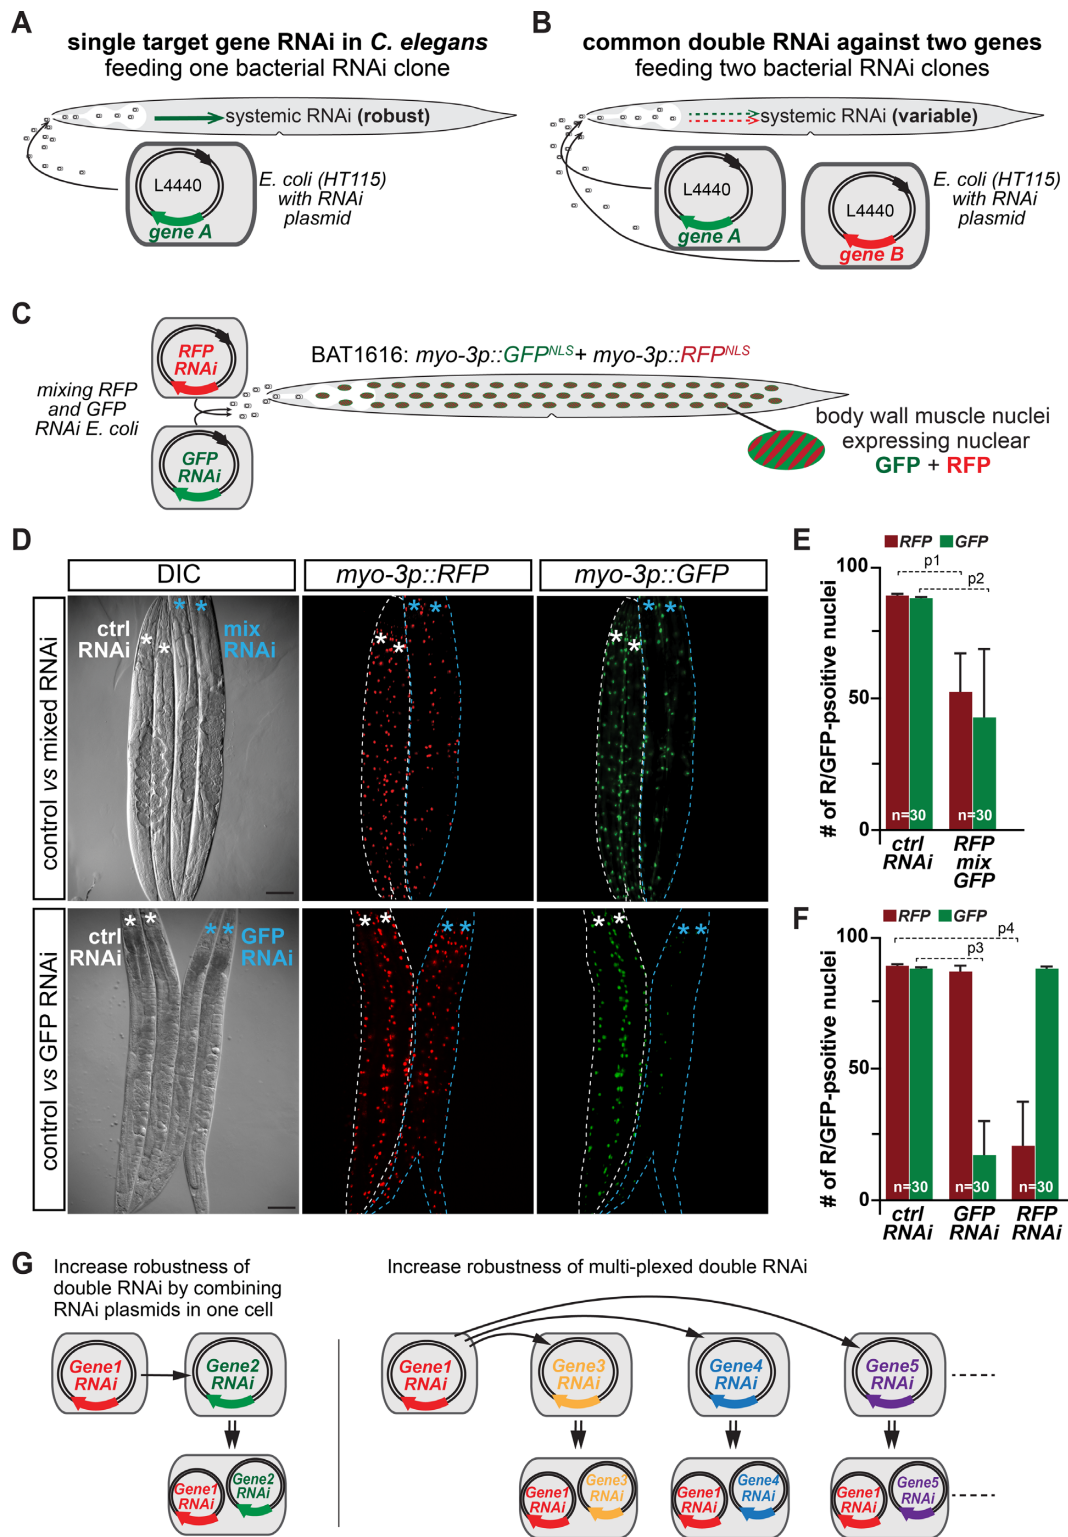 A
single target gene RNAi in C. elegans
feeding one bacterial RNAi clone
systemic RNAi (robust)
L4440
gene A
E. coli (HT115)
with RNAi
plasmid
B
common double RNAi against two genes
feeding two bacterial RNAi clones
systemic RNAi (variable)
L4440
gene A
L4440
gene B
E. coli (HT115)
with RNAi
plasmid
C
RFP
RNAi
mixing RFP
and GFP
RNAi E. coli
GFP
RNAi
BAT1616: myo-3p::GFPNLS+ myo-3p::RFPNLS
body wall muscle nuclei
expressing nuclear
GFP + RFP
D
DIC
myo-3p::RFP
myo-3p::GFP
control vs mixed RNAi
ctrl
RNAi
* *
* *
mix
RNAi
* *
* *
* *
* *
control vs GFP RNAi
ctrl
RNAi
* *
* *
GFP
RNAi
* *
* *
* *
* *
E
RFP GFP
# of R/GFP-psoitive nuclei
100
50
0
p1
p2
n=30
n=30
ctrl
RNAi
RFP
mix
GFP
F
RFP GFP
# of R/GFP-psoitive nuclei
100
50
0
p4
p3
n=30
n=30
n=30
ctrl
RNAi
GFP
RNAi
RFP
RNAi
G
Increase robustness of
double RNAi by combining
RNAi plasmids in one cell
Gene1
RNAi
Gene2
RNAi
Gene1
RNAi
Gene2
RNAi
Increase robustness of multi-plexed double RNAi
Gene1
RNAi
Gene3
RNAi
Gene4
RNAi
Gene5
RNAi
Gene1
RNAi
Gene3
RNAi
Gene1
RNAi
Gene4
RNAi
Gene1
RNAi
Gene5
RNAi